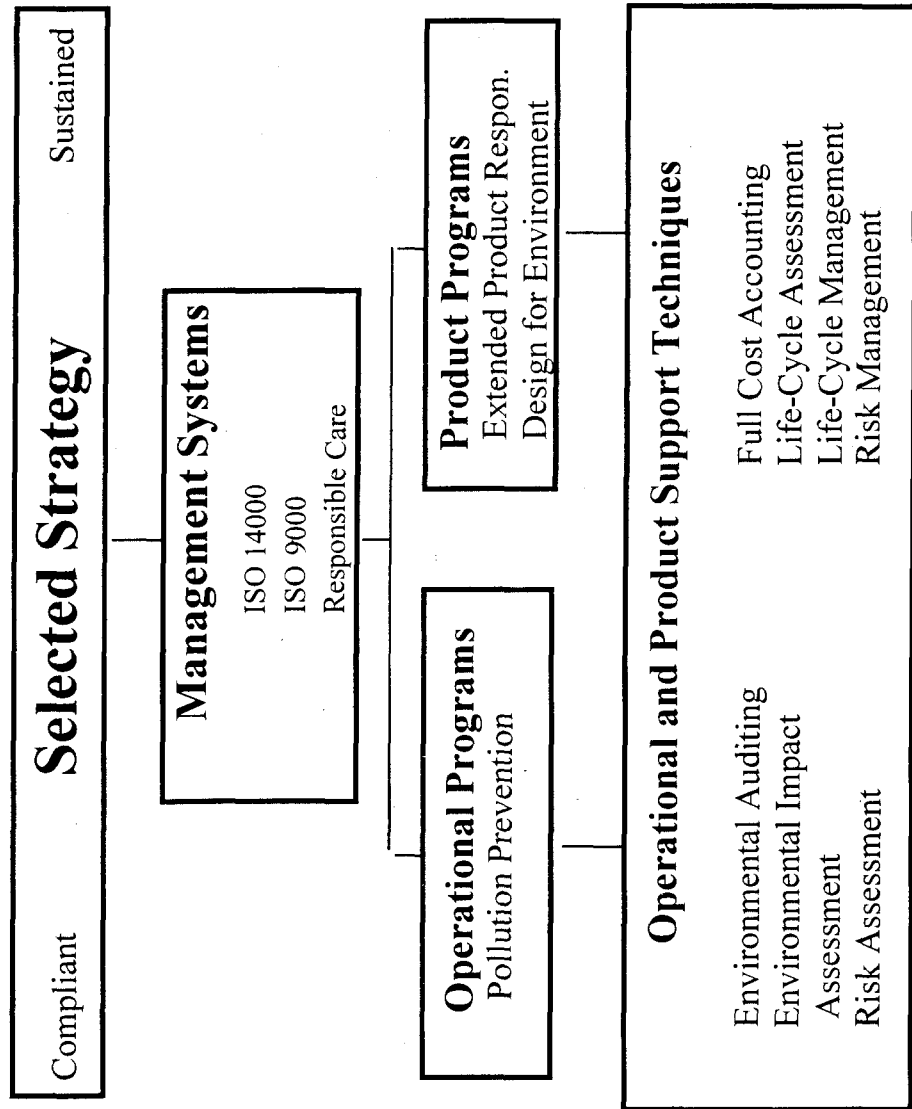 Compliant Selected Strategy Sustained
Management Systems
ISO 14000
ISO 9000
Responsible Care
Operational Programs
Pollution Prevention
Product Programs
Extended Product Respon.
Design for Environment
Operational and Product Support Techniques
Environmental Auditing
Environmental Impact
Assessment
Risk Assessment
Full Cost Accounting
Life-Cycle Assessment
Life-Cycle Management
Risk Management